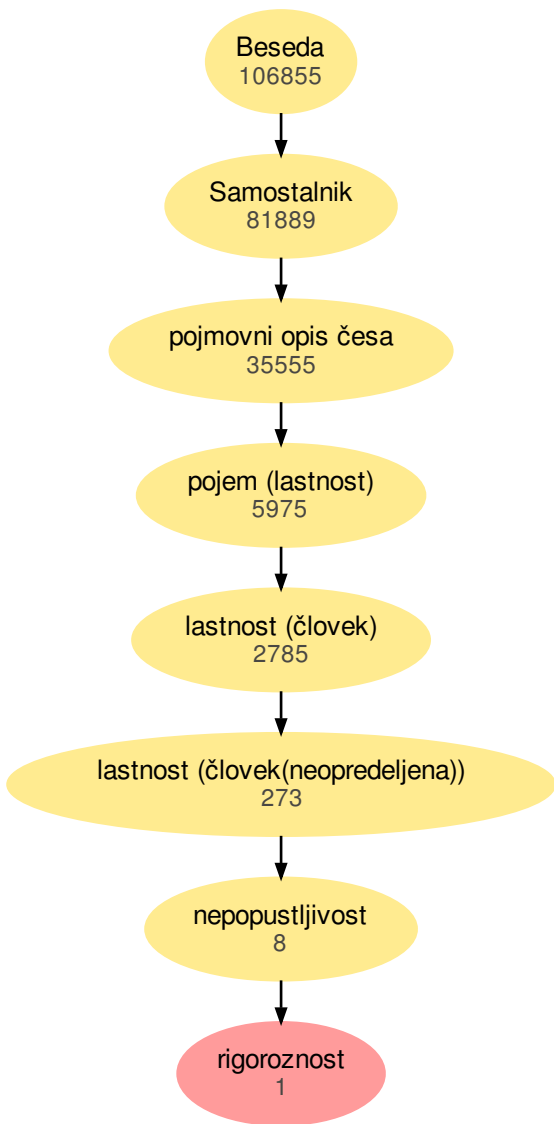 Beseda
106855
Samostalnik
81889
pojmovni opis česa
35555
pojem (lastnost)
5975
lastnost (človek)
2785
lastnost (človek(neopredeljena))
273
nepopustljivost
8
rigoroznost
1